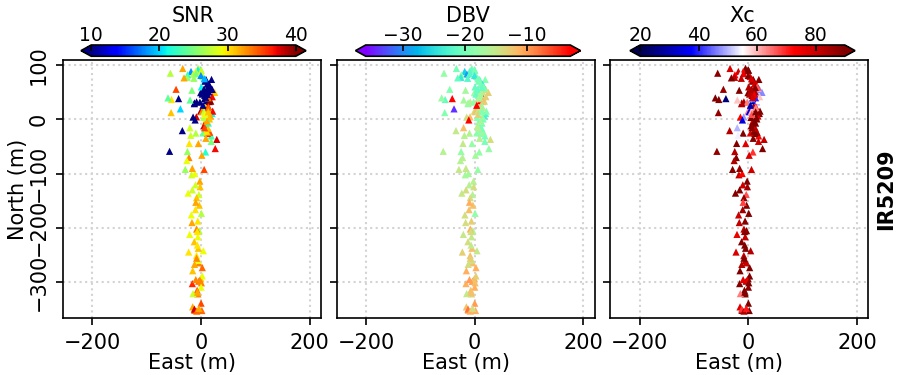 SNR DBV Xc
10 20 30 40 −30 −20 −10 20 40 60 80
100
0
−100
−200
−300
North (m)
IR5209
−200 0 200 −200 0 200 −200 0 200
East (m) East (m) East (m)